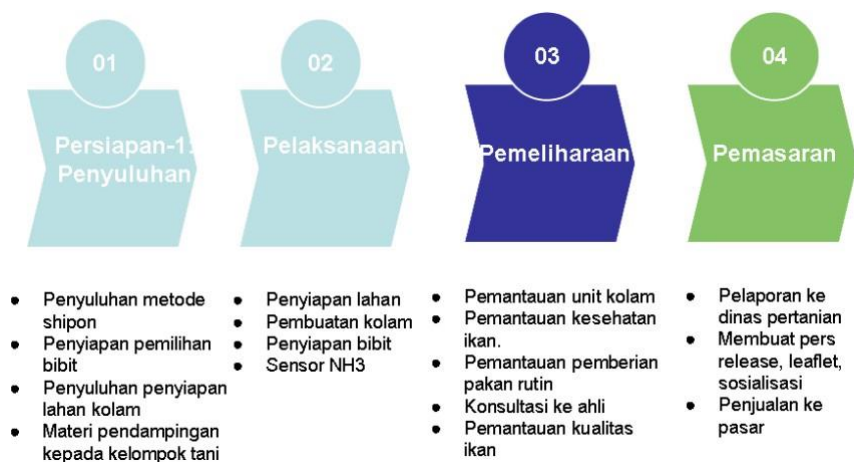 01
Persiapan-1:
Penyuluhan
● Penyuluhan metode
shipon
● Penyiapan pemilihan
bibit
● Penyuluhan penyiapan
lahan kolam
● Materi pendampingan
kepada kelompok tani
02
Pelaksanaan
● Penyiapan lahan
● Pembuatan kolam
● Penyiapan bibit
● Sensor NH3
03
Pemeliharaan
● Pemantauan unit kolam
● Pemantauan kesehatan
ikan.
● Pemantauan pemberian
pakan rutin
● Konsultasi ke ahli
● Pemantauan kualitas
ikan
04
Pemasaran
● Pelaporan ke
dinas pertanian
● Membuat pers
release, leaflet,
sosialisasi
● Penjualan ke
pasar